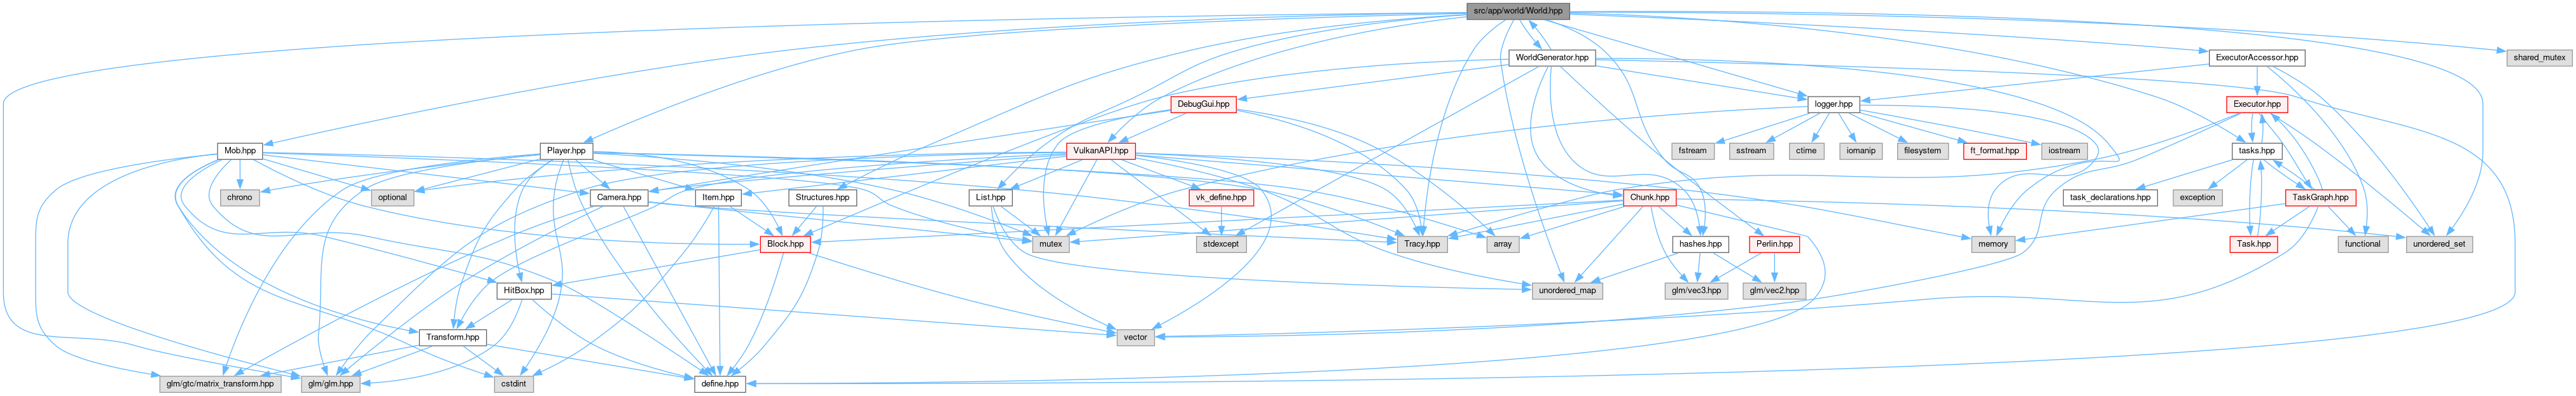 src/app/world/World.hpp
WorldGenerator.hpp
ExecutorAccessor.hpp
shared_mutex
DebugGui.hpp
logger.hpp
Executor.hpp
Mob.hpp
Player.hpp
VulkanAPI.hpp
fstream
sstream
ctime
iomanip
filesystem
ft_format.hpp
iostream
tasks.hpp
chrono
optional
Camera.hpp
Item.hpp
Structures.hpp
List.hpp
vk_define.hpp
Chunk.hpp
task_declarations.hpp
exception
TaskGraph.hpp
Block.hpp
mutex
stdexcept
Tracy.hpp
array
hashes.hpp
Perlin.hpp
memory
Task.hpp
functional
unordered_set
HitBox.hpp
unordered_map
glm/vec3.hpp
glm/vec2.hpp
Transform.hpp
vector
glm/gtc/matrix_transform.hpp
glm/glm.hpp
cstdint
define.hpp